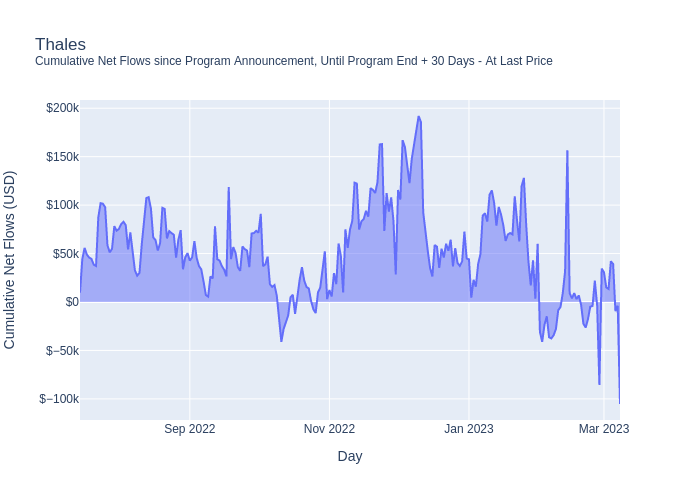 Thales
Cumulative Net Flows since Program Announcement, Until Program End + 30 Days - At Last Price
Cumulative Net Flows (USD)
$200k
$150k
$100k
$50k
$0
$−50k
$−100k
Sep 2022
Nov 2022
Jan 2023
Mar 2023
Day